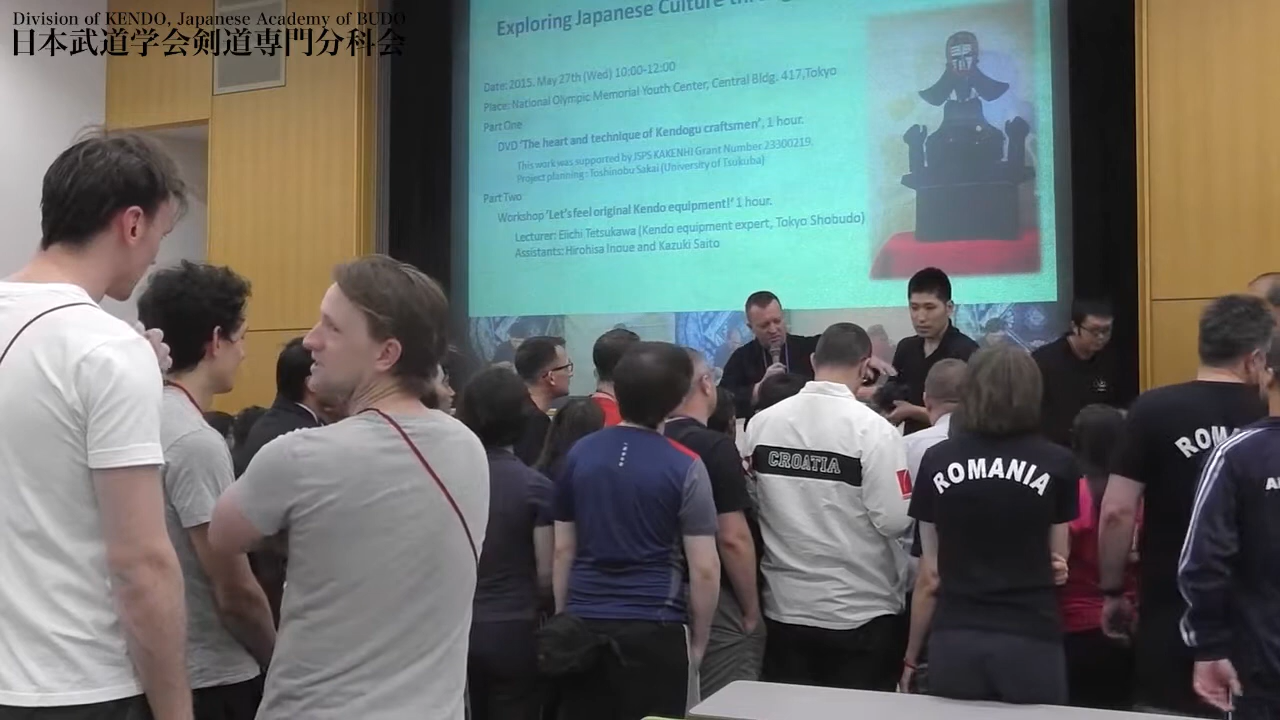 Division of KENDO, Japanese Academy of BUDO
日本武道学会剣道専門分科会
Exploring Japanese Culture
Date: 2015. May 27th (Wed) 10:00-12:00
Place: National Olympic Memorial Youth Center, Central Bldg. 417,Tokyo
Part One
DVD 'The heart and technique of Kendogu craftsmen', 1 hour.
This work was supported by JSPS KAKENHI Grant Number 23300219.
Project planning : Toshinobu Sakai (University of Tsukuba)
Part Two
Workshop 'Let's feel original Kendo equipment!' 1 hour.
Lecturer: Eiichi Tetsukawa (Kendo equipment expert, Tokyo Shobudo)
Assistants: Hirohisa Inoue and Kazuki Saito
CROATIA
ROMANIA